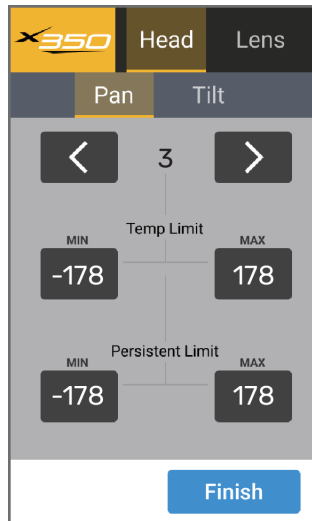 x350 Head Lens
Pan Tilt
3
Temp Limit
MIN MAX
-178 178
Persistent Limit
MIN MAX
-178 178
Finish